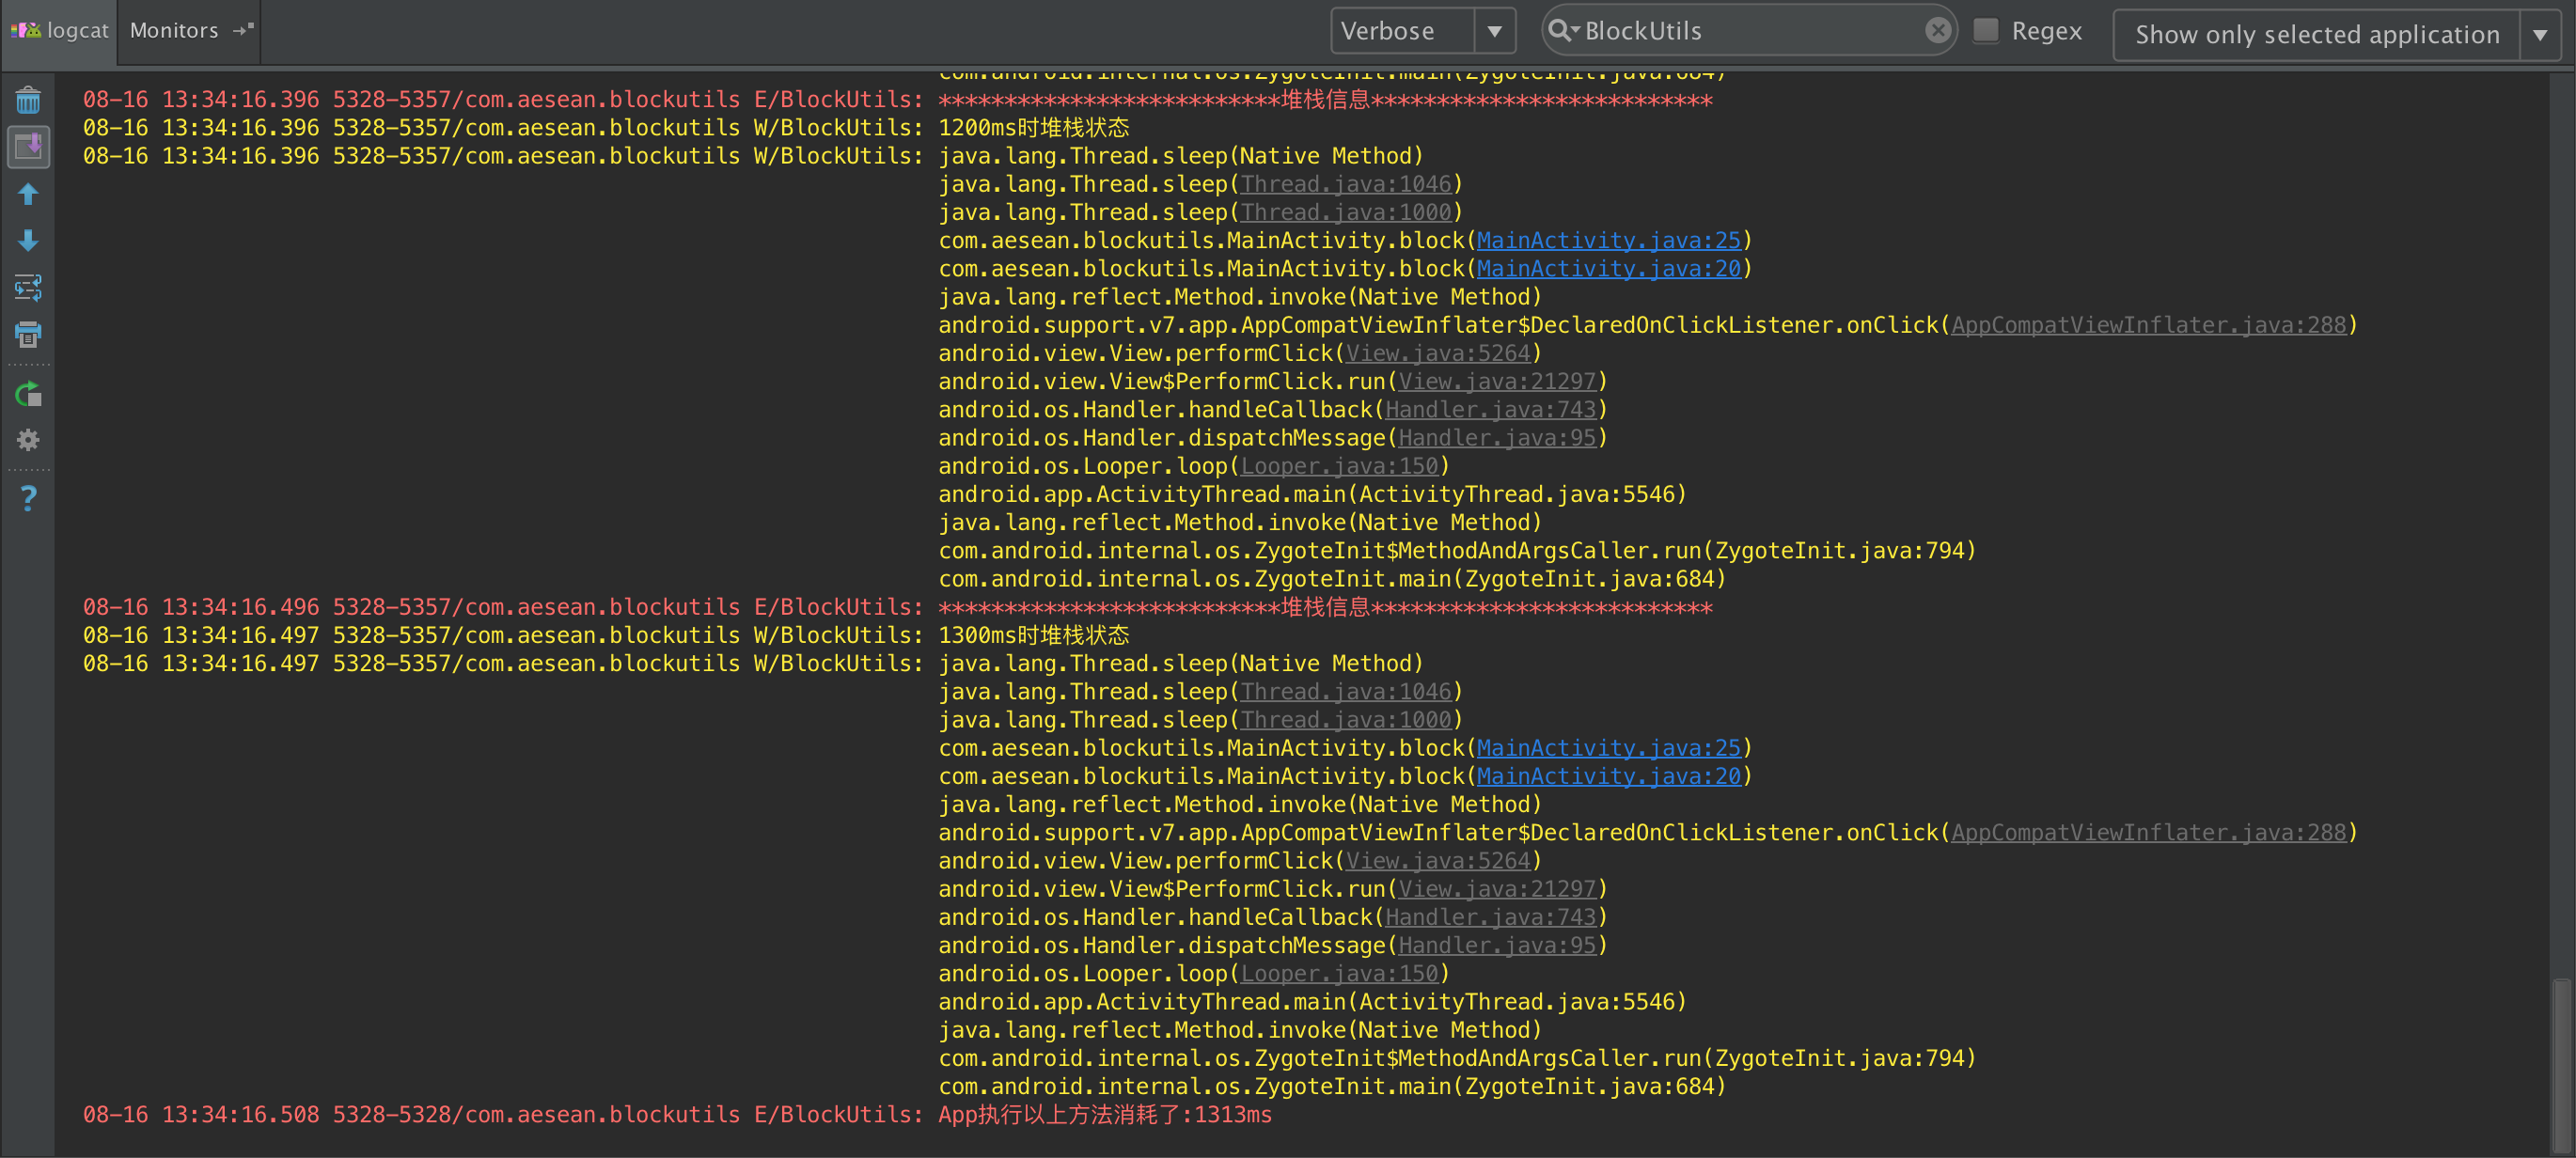 logcat Monitors Verbose BlockUtils Regex Show only selected application
com.android.internal.os.ZygoteInit.main(ZygoteInit.java:684)
08-16 13:34:16.396 5328-5357/com.aesean.blockutils E/BlockUtils: **************************堆栈信息**************************
08-16 13:34:16.396 5328-5357/com.aesean.blockutils W/BlockUtils: 1200ms时堆栈状态
08-16 13:34:16.396 5328-5357/com.aesean.blockutils W/BlockUtils: java.lang.Thread.sleep(Native Method)
java.lang.Thread.sleep(Thread.java:1046)
java.lang.Thread.sleep(Thread.java:1000)
com.aesean.blockutils.MainActivity.block(MainActivity.java:25)
com.aesean.blockutils.MainActivity.block(MainActivity.java:20)
java.lang.reflect.Method.invoke(Native Method)
android.support.v7.app.AppCompatViewInflater$DeclaredOnClickListener.onClick(AppCompatViewInflater.java:288)
android.view.View.performClick(View.java:5264)
android.view.View$PerformClick.run(View.java:21297)
android.os.Handler.handleCallback(Handler.java:743)
android.os.Handler.dispatchMessage(Handler.java:95)
android.os.Looper.loop(Looper.java:150)
android.app.ActivityThread.main(ActivityThread.java:5546)
java.lang.reflect.Method.invoke(Native Method)
com.android.internal.os.ZygoteInit$MethodAndArgsCaller.run(ZygoteInit.java:794)
com.android.internal.os.ZygoteInit.main(ZygoteInit.java:684)
08-16 13:34:16.496 5328-5357/com.aesean.blockutils E/BlockUtils: **************************堆栈信息**************************
08-16 13:34:16.497 5328-5357/com.aesean.blockutils W/BlockUtils: 1300ms时堆栈状态
08-16 13:34:16.497 5328-5357/com.aesean.blockutils W/BlockUtils: java.lang.Thread.sleep(Native Method)
java.lang.Thread.sleep(Thread.java:1046)
java.lang.Thread.sleep(Thread.java:1000)
com.aesean.blockutils.MainActivity.block(MainActivity.java:25)
com.aesean.blockutils.MainActivity.block(MainActivity.java:20)
java.lang.reflect.Method.invoke(Native Method)
android.support.v7.app.AppCompatViewInflater$DeclaredOnClickListener.onClick(AppCompatViewInflater.java:288)
android.view.View.performClick(View.java:5264)
android.view.View$PerformClick.run(View.java:21297)
android.os.Handler.handleCallback(Handler.java:743)
android.os.Handler.dispatchMessage(Handler.java:95)
android.os.Looper.loop(Looper.java:150)
android.app.ActivityThread.main(ActivityThread.java:5546)
java.lang.reflect.Method.invoke(Native Method)
com.android.internal.os.ZygoteInit$MethodAndArgsCaller.run(ZygoteInit.java:794)
com.android.internal.os.ZygoteInit.main(ZygoteInit.java:684)
08-16 13:34:16.508 5328-5328/com.aesean.blockutils E/BlockUtils: App执行以上方法消耗了:1313ms